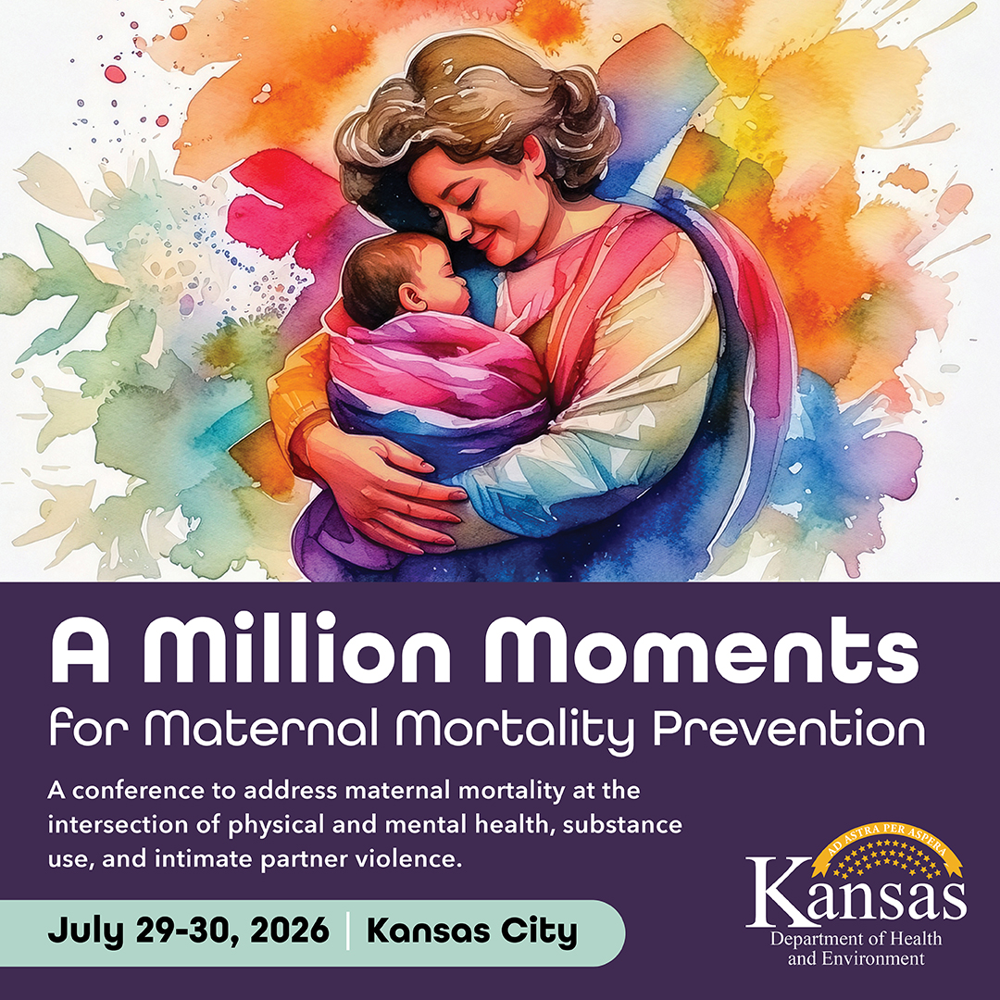 A Million Moments
for Maternal Mortality Prevention
A conference to address maternal mortality at the
intersection of physical and mental health, substance
use, and intimate partner violence.
July 29-30, 2026 | Kansas City
AD ASTRA PER ASPERA
Kansas
Department of Health
and Environment